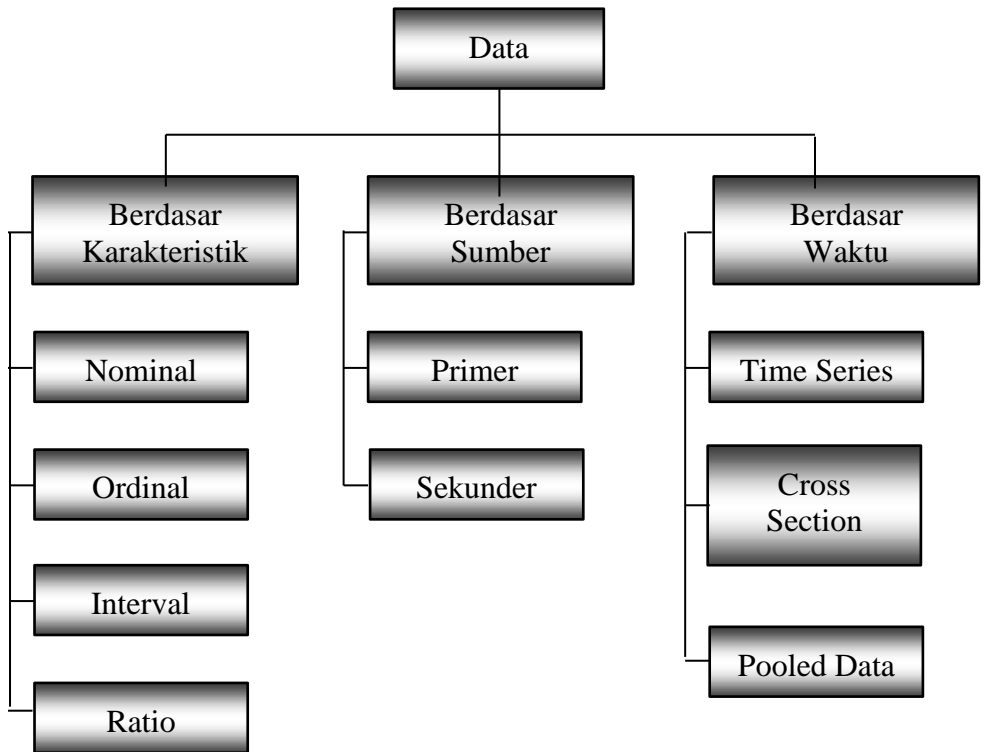 Data
Berdasar
Karakteristik
Nominal
Ordinal
Interval
Ratio
Berdasar
Sumber
Primer
Sekunder
Berdasar
Waktu
Time Series
Cross
Section
Pooled Data